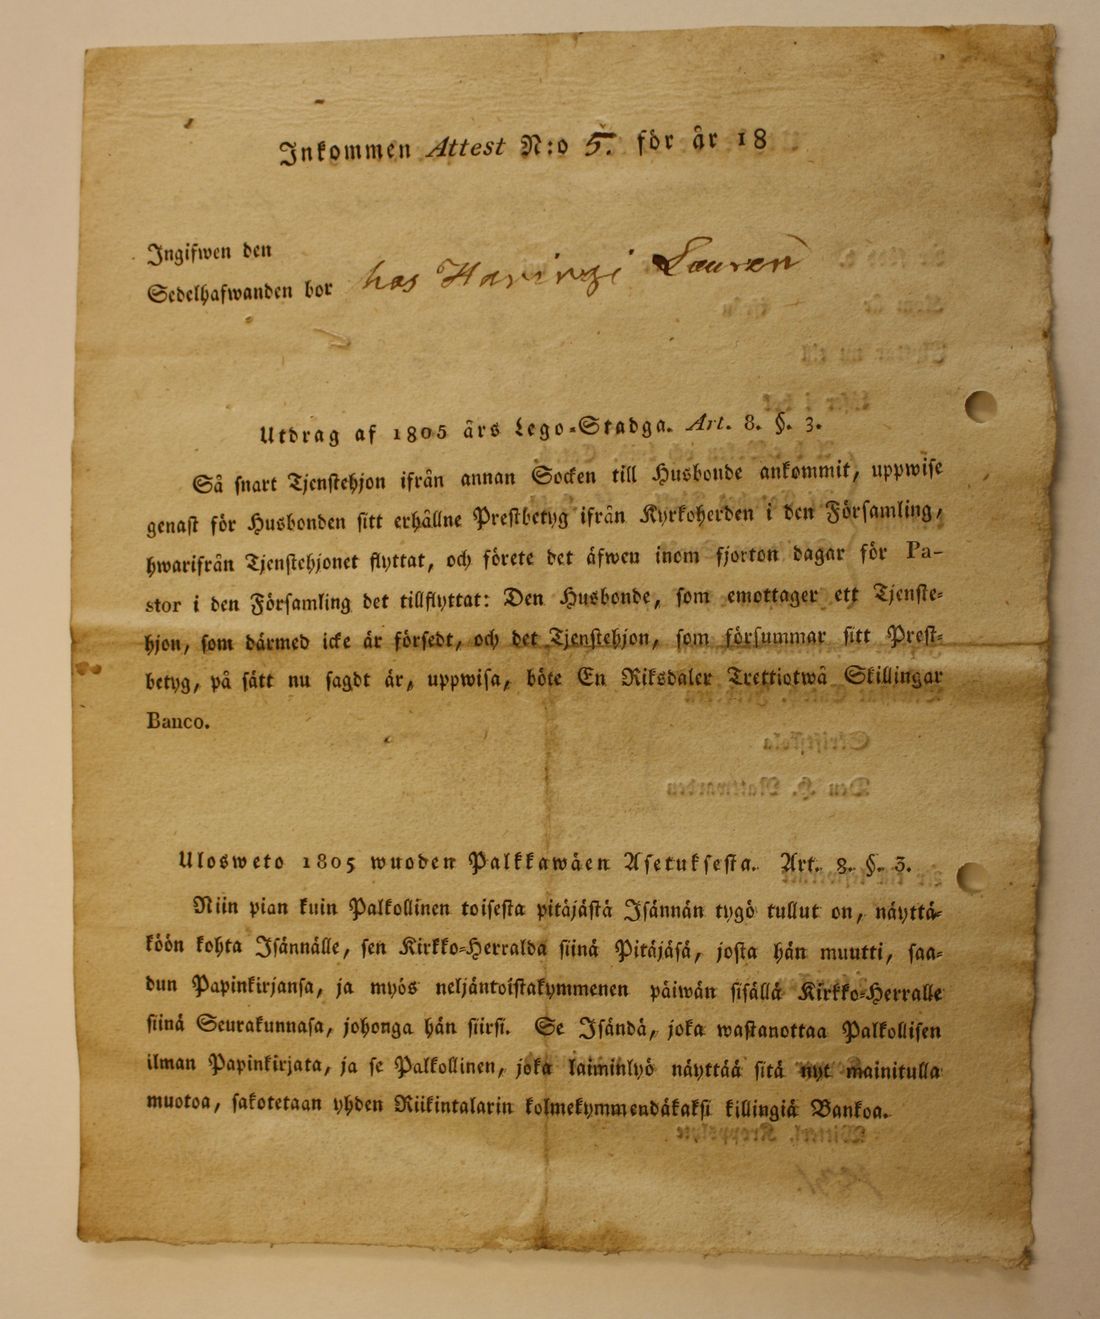 Inkommen Attest N:o 5. för år 18
Ingifwen den
Sedelhafwanden bor hos
Utdrag af 1805 års Lego-Stadga. Art. 8. §. 3.
Så snart Tjenstehjon ifrån annan Socken till Husbonde ankommit, uppwise
genast för Husbonden sitt erhållne Prestbetyg ifrån Kyrkoherden i den Församling,
hwarifrån Tjenstehjonet flyttat, och förete det äfwen inom fjorton dagar för Pa-
stor i den Församling det tillflyttat: Den Husbonde, som emottager ett Tjenste-
hjon, som därmed icke är försedt, och det Tjenstehjon, som försummar sitt Prest-
betyg, på sätt nu sagdt är, uppwisa, böte En Riksdaler Trettiotwå Skillingar
Banco.
Ulosweto 1805 wuoden Palkkawäen Asetuksesta. Art. 8. §. 3.
Niin pian kuin Palkollinen toisesta pitäjästä Isännän tygö tullut on, näyttä-
köön kohta Isännälle, sen Kirkko-Herralda siinä Pitäjäsä, josta hän muutti, saa-
dun Papinkirjansa, ja myös neljäntoistakymmenen päiwän sisällä Kirkko-Herralle
siinä Seurakunnasa, johonga hän siirsi. Se Isändä, joka wastanottaa Palkollisen
ilman Papinkirjata, ja se Palkollinen, joka laiminlyö näyttää sitä nyt mainitulla
muotoa, sakotetaan yhden Riikintalarin kolmekymmendäkaksi killingiä Bankoa.